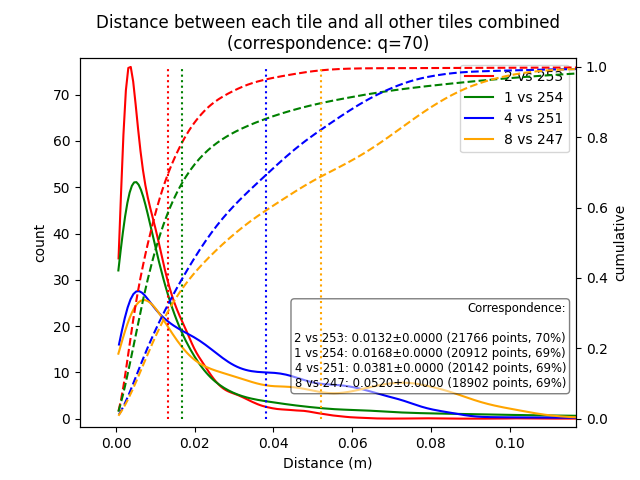 Distance between each tile and all other tiles combined
(correspondence: q=70)
count
70
60
50
40
30
20
10
0
0.00
0.02
0.04
0.06
0.08
0.10
Distance (m)
1.0
0.8
0.6
0.4
0.2
0.0
cumulative
2 vs 253
1 vs 254
4 vs 251
8 vs 247
Correspondence:
2 vs 253: 0.0132±0.0000 (21766 points, 70%)
1 vs 254: 0.0168±0.0000 (20912 points, 69%)
4 vs 251: 0.0381±0.0000 (20142 points, 69%)
8 vs 247: 0.0520±0.0000 (18902 points, 69%)